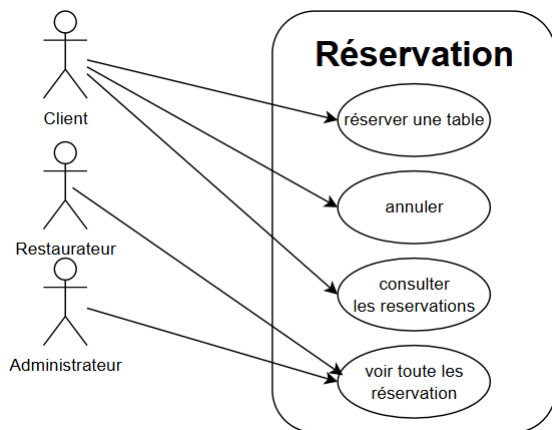 Réservation
Client
réserver une table
annuler
Restaurateur
consulter
les reservations
Administrateur
voir toute les
réservation